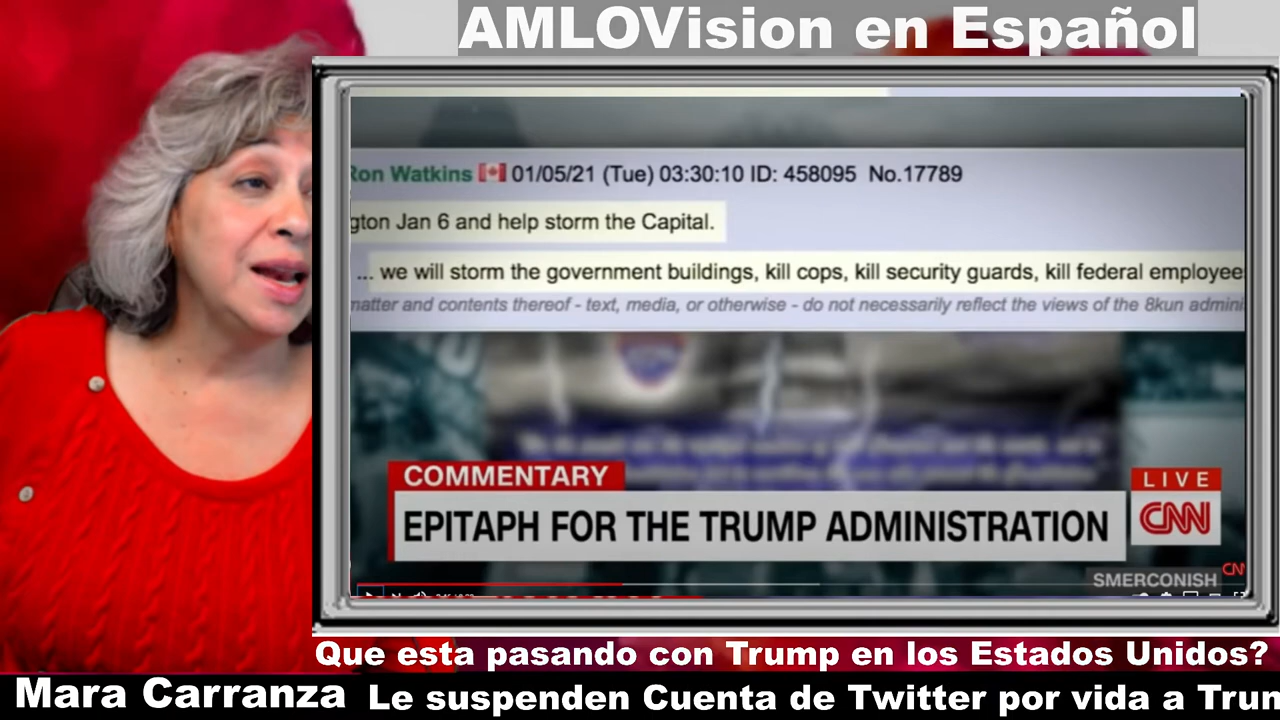 AMLOVision en Español
Ron Watkins 01/05/21 (Tue) 03:30:10 ID: 458095 No.17789
gton Jan 6 and help storm the Capital.
... we will storm the government buildings, kill cops, kill security guards, kill federal employee
matter and contents thereof - text, media, or otherwise - do not necessarily reflect the views of the 8kun admini
COMMENTARY
LIVE
EPITAPH FOR THE TRUMP ADMINISTRATION
CNN
CN
SMERCONISH
Que esta pasando con Trump en los Estados Unidos?
Mara Carranza Le suspenden Cuenta de Twitter por vida a Trum